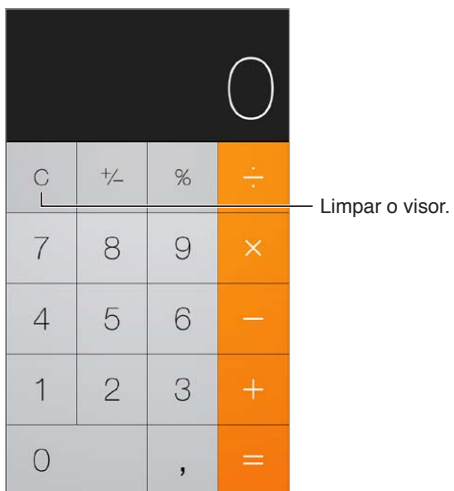 0
C +/− % ÷
Limpar o visor.
7 8 9 ×
4 5 6 −
1 2 3 +
0 , =